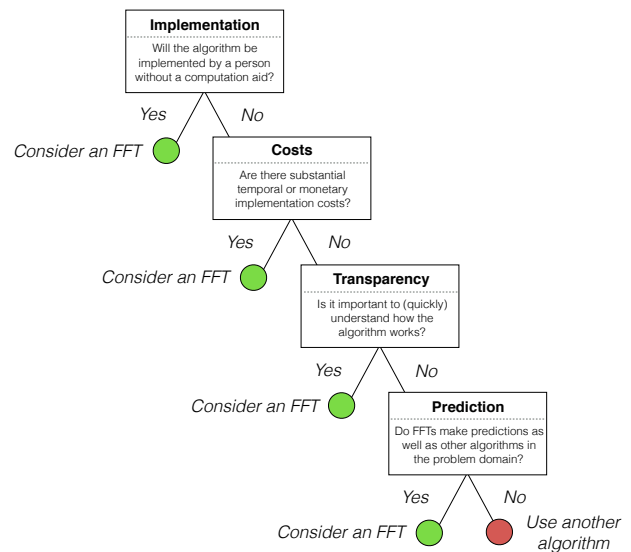 Implementation
Will the algorithm be
implemented by a person
without a computation aid?
Yes
No
Consider an FFT
Costs
Are there substantial
temporal or monetary
implementation costs?
Yes
No
Consider an FFT
Transparency
Is it important to (quickly)
understand how the
algorithm works?
Yes
No
Consider an FFT
Prediction
Do FFTs make predictions as
well as other algorithms in
the problem domain?
Yes
No
Consider an FFT
Use another
algorithm